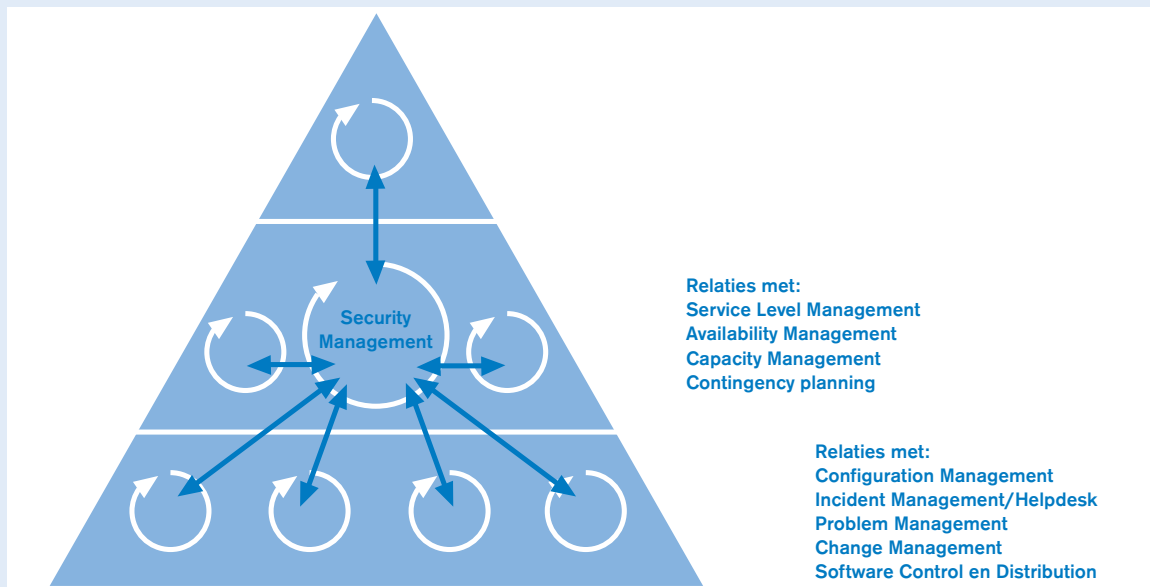 Security
Management
Relaties met:
Service Level Management
Availability Management
Capacity Management
Contingency planning
Relaties met:
Configuration Management
Incident Management/Helpdesk
Problem Management
Change Management
Software Control en Distribution